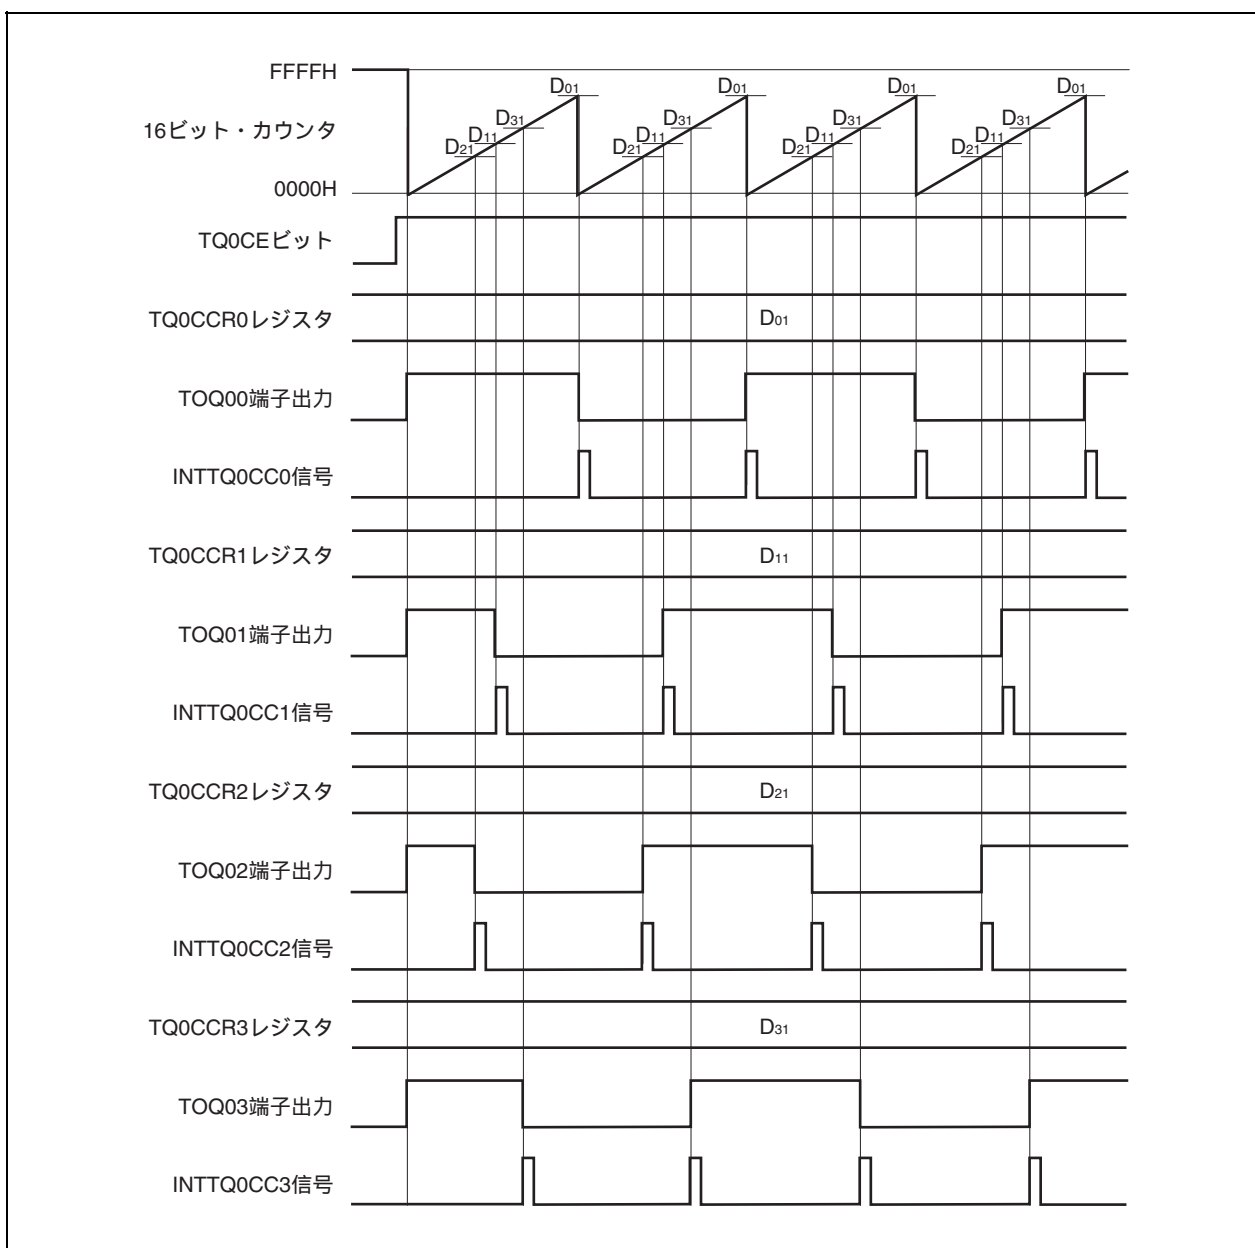 FFFFH
16ビット・カウンタ
0000H
D01 D01 D01 D01
D31 D31 D31 D31
D11 D11 D11 D11
D21 D21 D21 D21
TQ0CEビット
TQ0CCR0レジスタ
D01
TOQ00端子出力
INTTQ0CC0信号
TQ0CCR1レジスタ
D11
TOQ01端子出力
INTTQ0CC1信号
TQ0CCR2レジスタ
D21
TOQ02端子出力
INTTQ0CC2信号
TQ0CCR3レジスタ
D31
TOQ03端子出力
INTTQ0CC3信号